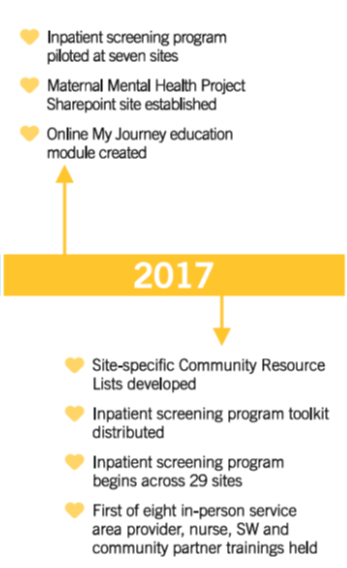 Inpatient screening program
piloted at seven sites
Maternal Mental Health Project
Sharepoint site established
Online My Journey education
module created
2017
Site-specific Community Resource
Lists developed
Inpatient screening program toolkit
distributed
Inpatient screening program
begins across 29 sites
First of eight in-person service
area provider, nurse, SW and
community partner trainings held